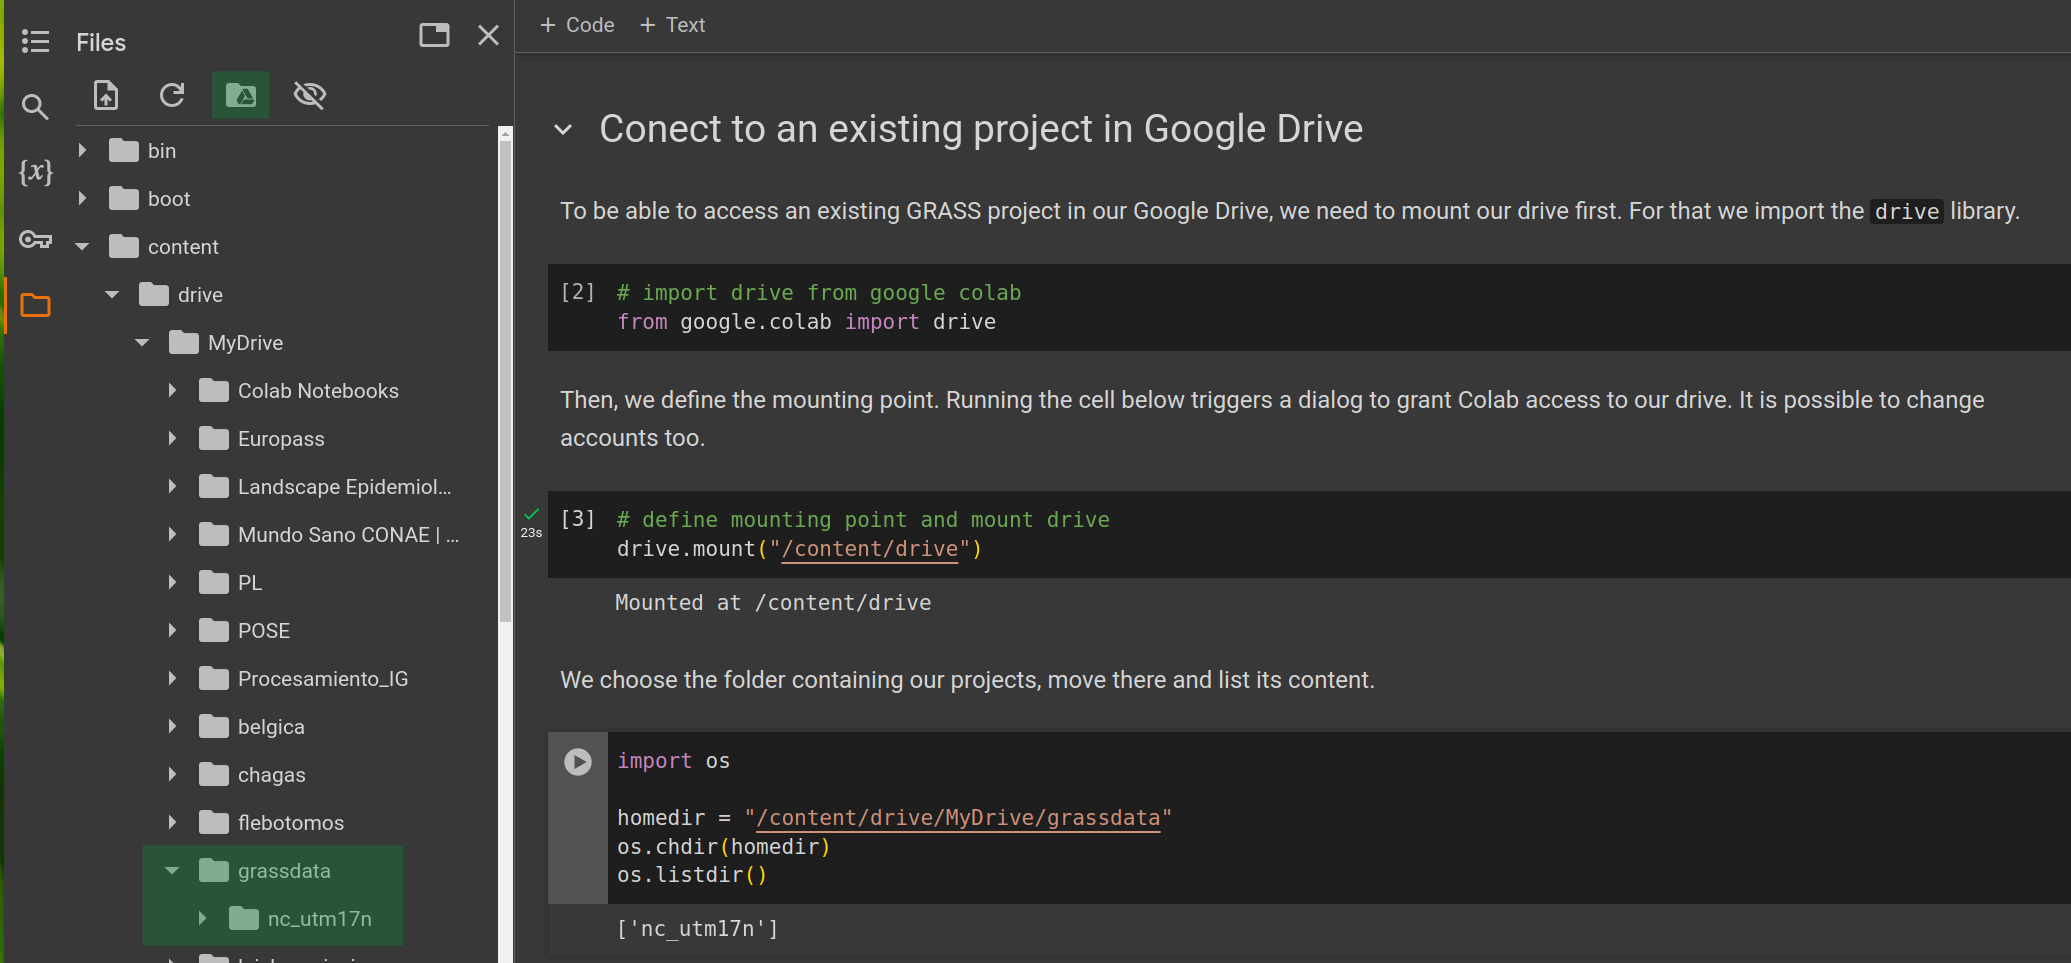 Files
bin
boot
content
drive
MyDrive
Colab Notebooks
Europass
Landscape Epidemiol...
Mundo Sano CONAE | ...
PL
POSE
Procesamiento_IG
belgica
chagas
flebotomos
grassdata
nc_utm17n
+ Code + Text
Conect to an existing project in Google Drive
To be able to access an existing GRASS project in our Google Drive, we need to mount our drive first. For that we import the drive library.
[2] # import drive from google colab
from google.colab import drive
Then, we define the mounting point. Running the cell below triggers a dialog to grant Colab access to our drive. It is possible to change
accounts too.
[3] # define mounting point and mount drive
23s
drive.mount("/content/drive")
Mounted at /content/drive
We choose the folder containing our projects, move there and list its content.
import os
homedir = "/content/drive/MyDrive/grassdata"
os.chdir(homedir)
os.listdir()
['nc_utm17n']